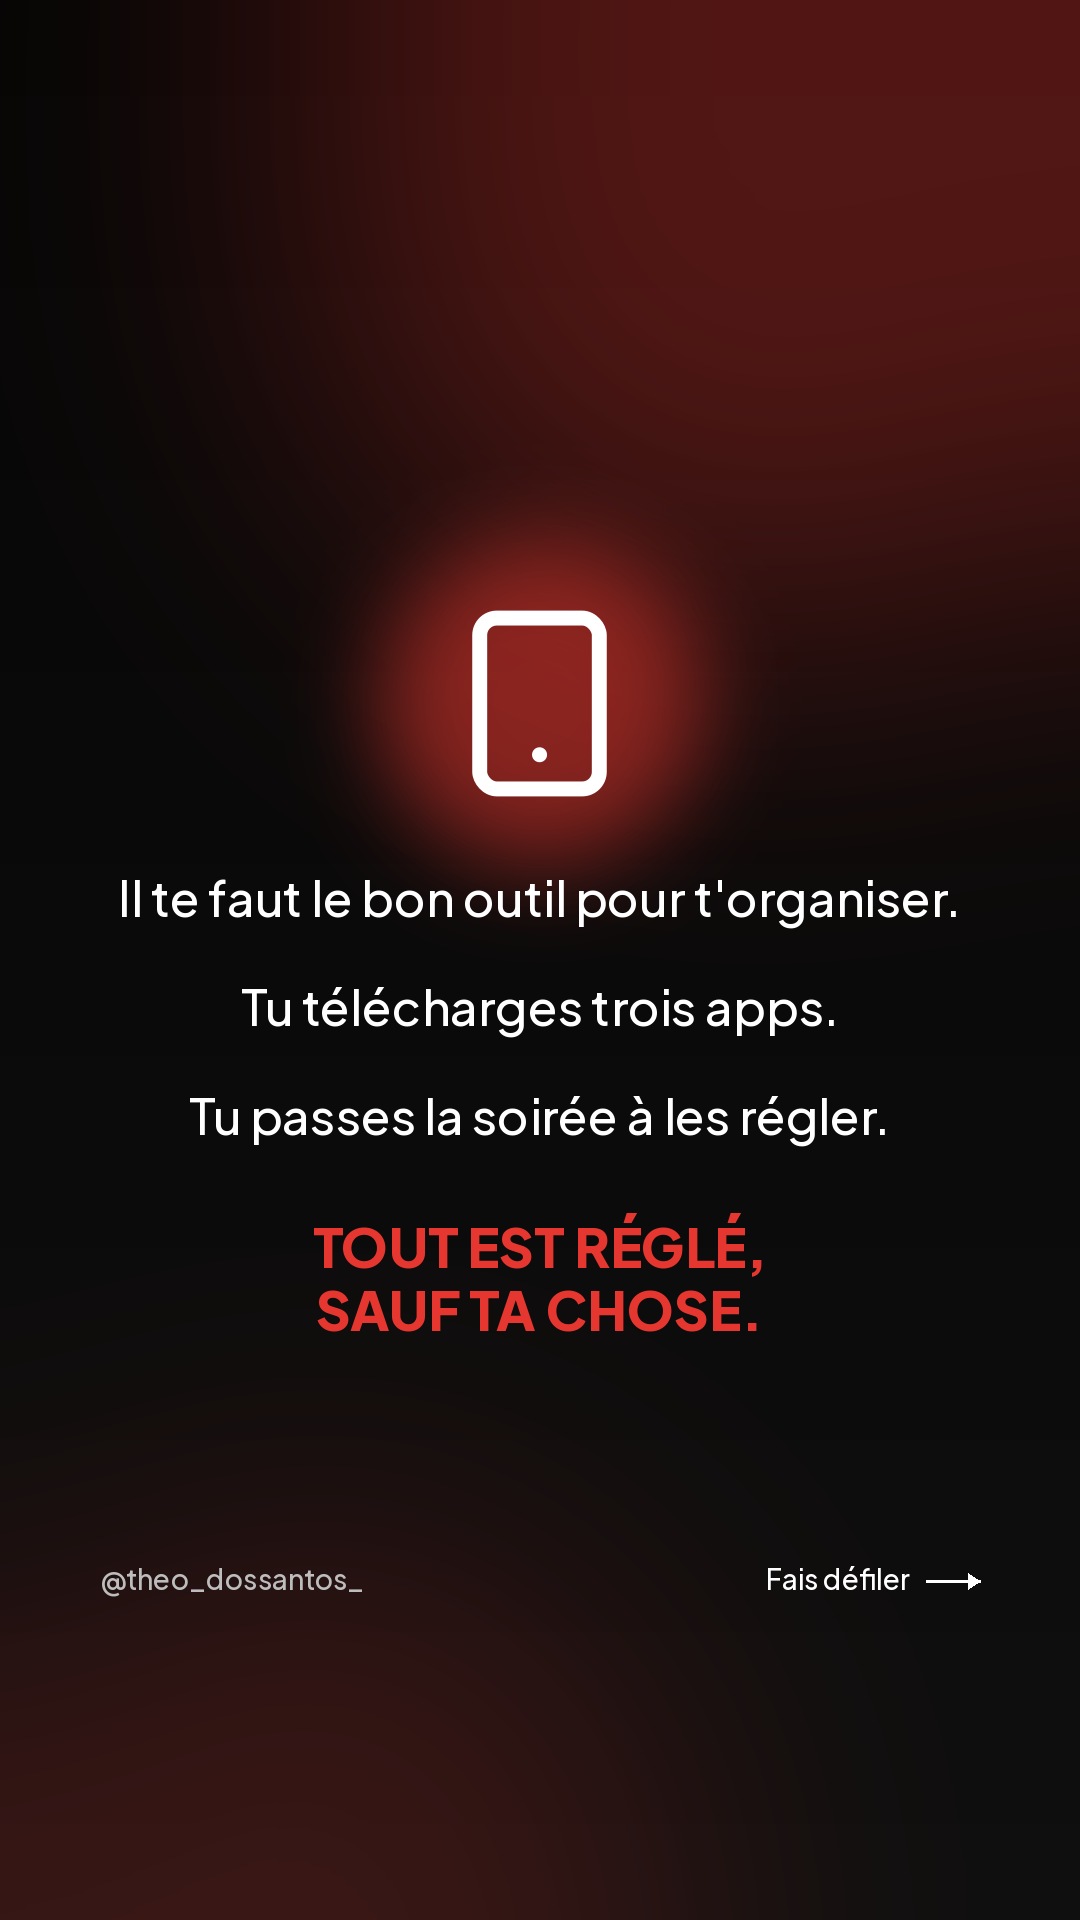 Il te faut le bon outil pour t'organiser.
Tu télécharges trois apps.
Tu passes la soirée à les régler.
TOUT EST RÉGLÉ,
SAUF TA CHOSE.
@theo_dossantos_
Fais défiler